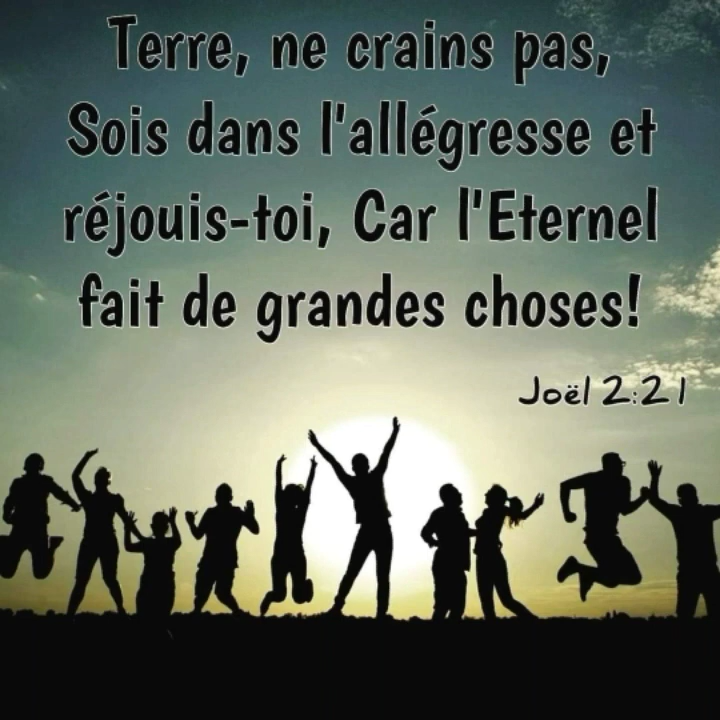 Terre, ne crains pas,
Sois dans l'allégresse et
réjouis-toi, Car l'Eternel
fait de grandes choses!
Joël 2:21